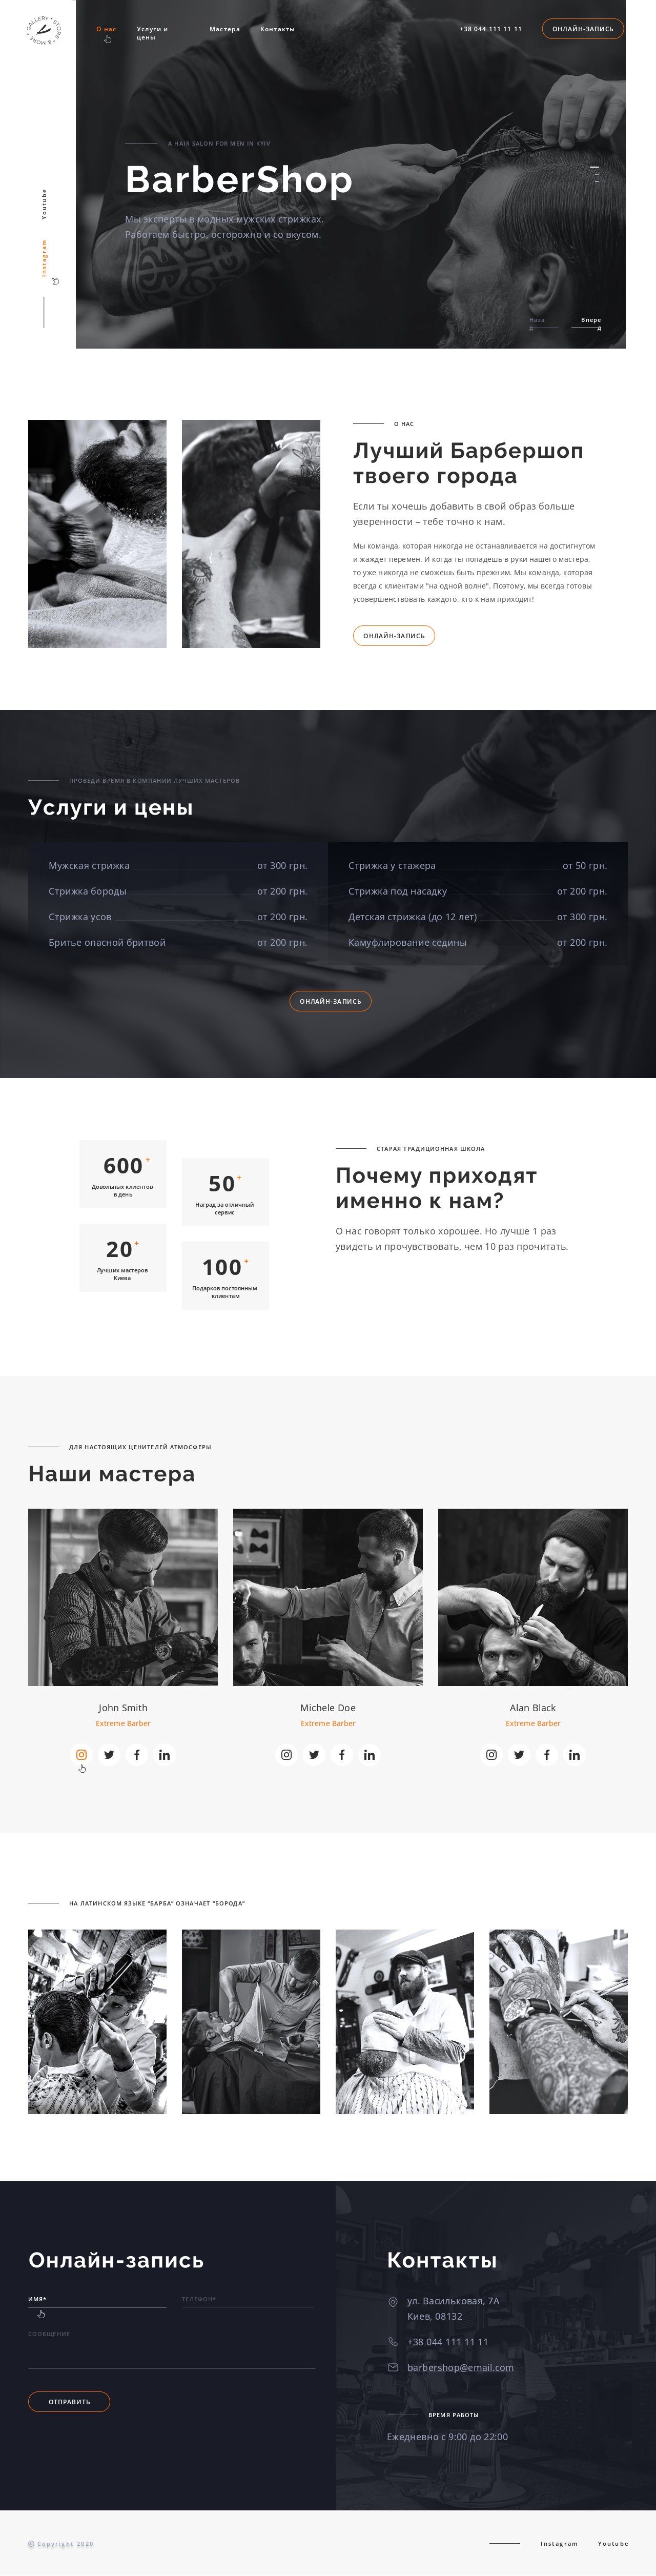 GALLERY * STORE * & MORE *
О нас
Услуги и цены
Мастера
Контакты
+38 044 111 11 11
ОНЛАЙН-ЗАПИСЬ
Youtube
Instagram
A HAIR SALON FOR MEN IN KYIV
BarberShop
Мы эксперты в модных мужских стрижках.
Работаем быстро, осторожно и со вкусом.
Назад
Вперед
О НАС
Лучший Барбершоп
твоего города
Если ты хочешь добавить в свой образ больше
уверенности – тебе точно к нам.
Мы команда, которая никогда не останавливается на достигнутом
и жаждет перемен. И когда ты попадешь в руки нашего мастера,
то уже никогда не сможешь быть прежним. Мы команда, которая
всегда с клиентами "на одной волне". Поэтому, мы всегда готовы
усовершенствовать каждого, кто к нам приходит!
ОНЛАЙН-ЗАПИСЬ
ПРОВЕДИ ВРЕМЯ В КОМПАНИИ ЛУЧШИХ МАСТЕРОВ
Услуги и цены
Мужская стрижка от 300 грн.
Стрижка бороды от 200 грн.
Стрижка усов от 200 грн.
Бритье опасной бритвой от 200 грн.
Стрижка у стажера от 50 грн.
Стрижка под насадку от 200 грн.
Детская стрижка (до 12 лет) от 300 грн.
Камуфлирование седины от 200 грн.
ОНЛАЙН-ЗАПИСЬ
600 +
Довольных клиентов
в день
50 +
Наград за отличный
сервис
20 +
Лучших мастеров
Киева
100 +
Подарков постоянным
клиентам
СТАРАЯ ТРАДИЦИОННАЯ ШКОЛА
Почему приходят
именно к нам?
О нас говорят только хорошее. Но лучше 1 раз
увидеть и прочувствовать, чем 10 раз прочитать.
ДЛЯ НАСТОЯЩИХ ЦЕНИТЕЛЕЙ АТМОСФЕРЫ
Наши мастера
John Smith
Extreme Barber
Michele Doe
Extreme Barber
Alan Black
Extreme Barber
НА ЛАТИНСКОМ ЯЗЫКЕ "БАРБА" ОЗНАЧАЕТ "БОРОДА"
Онлайн-запись
ИМЯ*
ТЕЛЕФОН*
СООБЩЕНИЕ
ОТПРАВИТЬ
Контакты
ул. Васильковая, 7А
Киев, 08132
+38 044 111 11 11
barbershop@email.com
ВРЕМЯ РАБОТЫ
Ежедневно с 9:00 до 22:00
© Copyright 2020
Instagram
Youtube